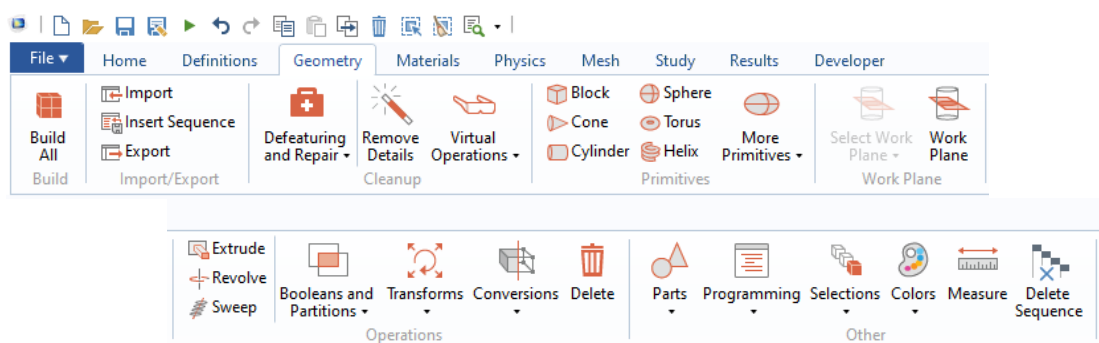 File Home Definitions Geometry Materials Physics Mesh Study Results Developer
Build All
Import
Insert Sequence
Export
Defeaturing and Repair
Remove Details
Virtual Operations
Block
Cone
Cylinder
Sphere
Torus
Helix
More Primitives
Select Work Plane
Work Plane
Build Import/Export Cleanup Primitives Work Plane
Extrude
Revolve
Sweep
Booleans and Partitions
Transforms
Conversions
Delete
Parts
Programming
Selections
Colors
Measure
Delete Sequence
Operations Other